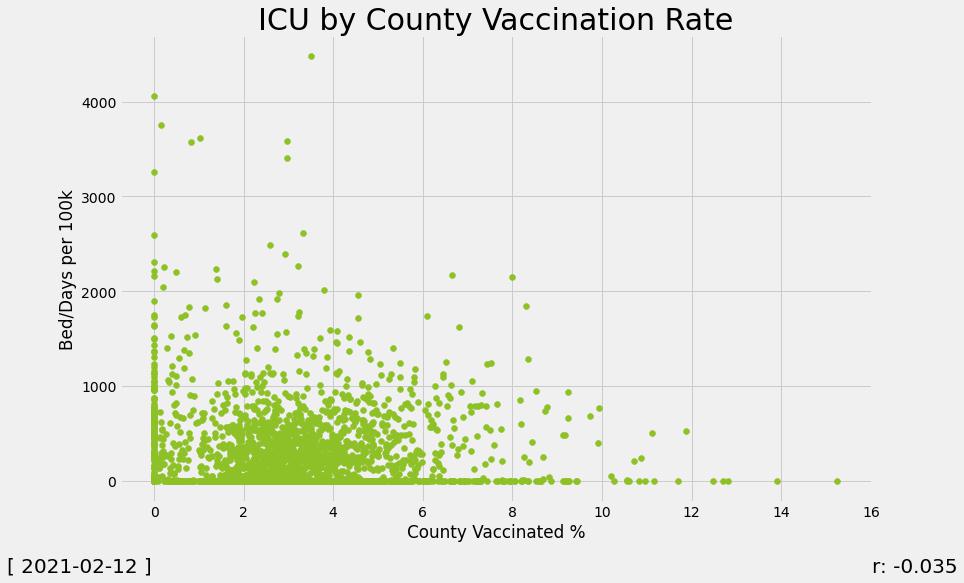 ICU by County Vaccination Rate
4000
3000
2000
1000
0
Bed/Days per 100k
0 2 4 6 8 10 12 14 16
County Vaccinated %
[ 2021-02-12 ]
r: -0.035